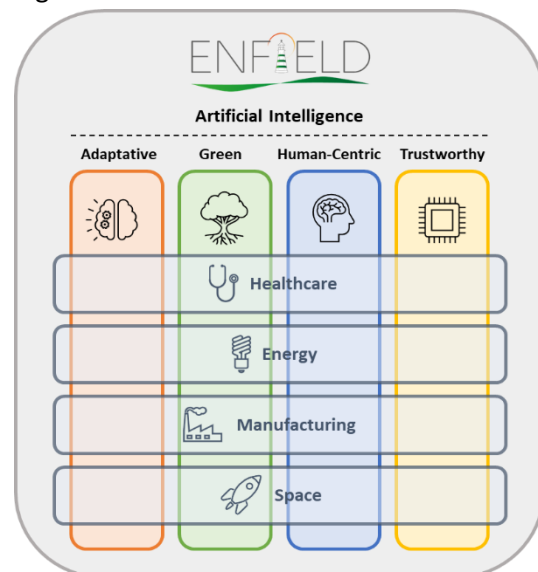 ENFIELD
Artificial Intelligence
Adaptative Green Human-Centric Trustworthy
Healthcare
Energy
Manufacturing
Space